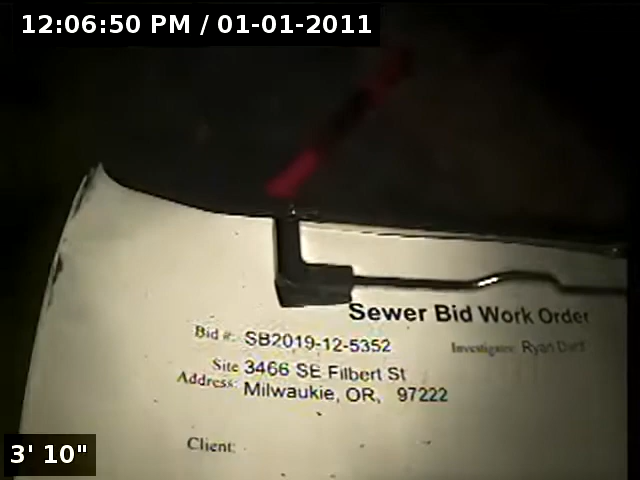 12:06:50 PM / 01-01-2011
Sewer Bid Work Order
Bid #: SB2019-12-5352
Investigator: Ryan
Site Address: 3466 SE Filbert St
Milwaukie, OR, 97222
Client:
3' 10"